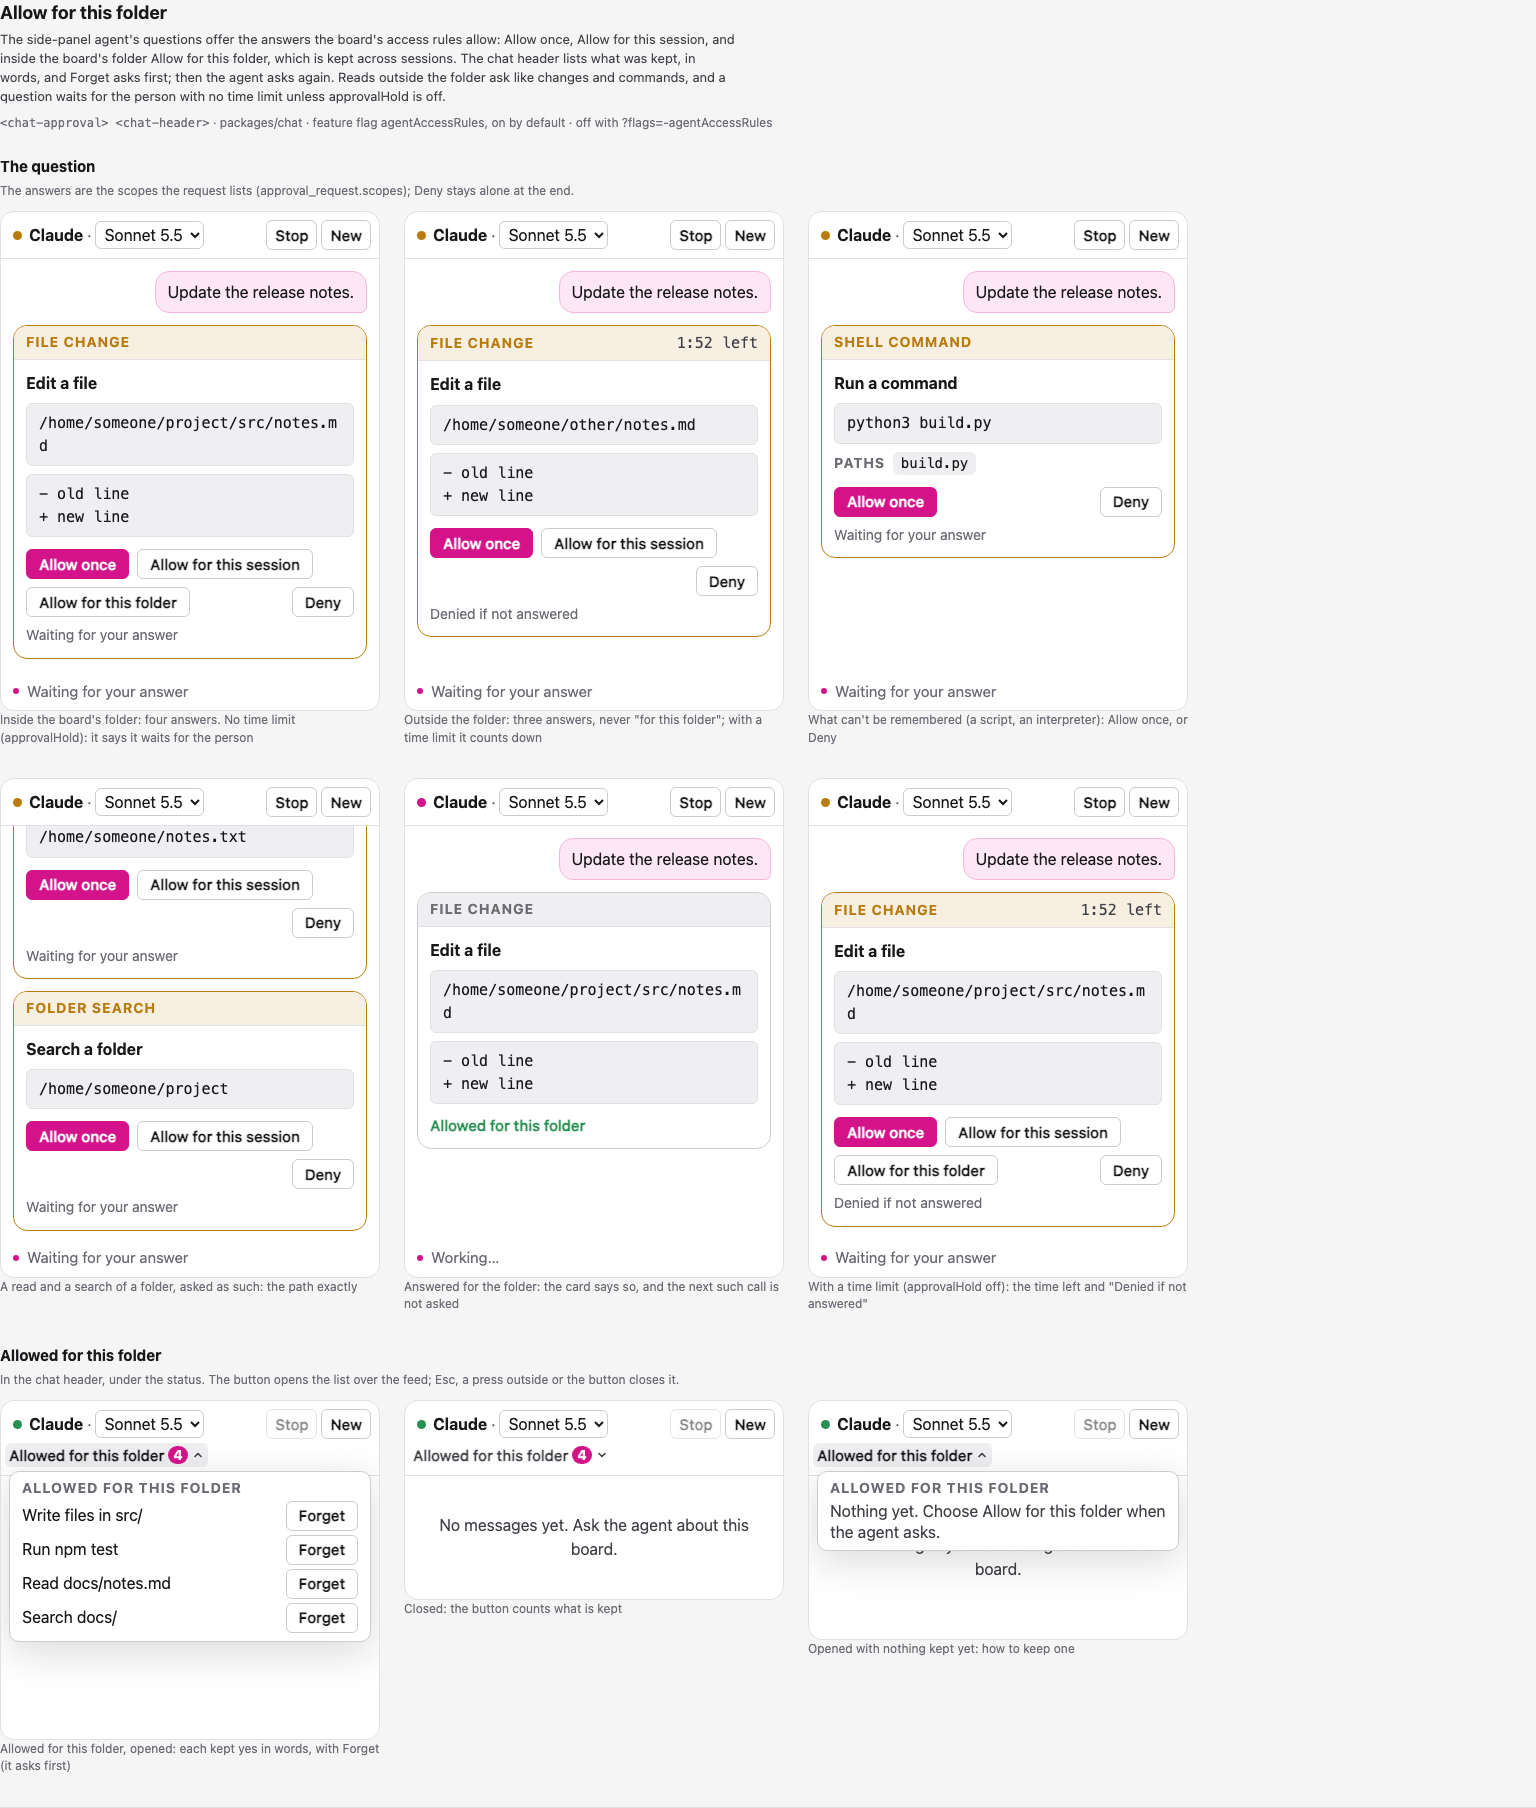 Allow for this folder
The side-panel agent's questions offer the answers the board's access rules allow: Allow once, Allow for this session, and
inside the board's folder Allow for this folder, which is kept across sessions. The chat header lists what was kept, in
words, and Forget asks first; then the agent asks again. Reads outside the folder ask like changes and commands, and a
question waits for the person with no time limit unless approvalHold is off.
<chat-approval> <chat-header> · packages/chat · feature flag agentAccessRules, on by default · off with ?flags=-agentAccessRules
The question
The answers are the scopes the request lists (approval_request.scopes); Deny stays alone at the end.
Claude · Sonnet 5.5 Stop New
Update the release notes.
FILE CHANGE
Edit a file
/home/someone/project/src/notes.m
d
− old line
+ new line
Allow once Allow for this session
Allow for this folder Deny
Waiting for your answer
Waiting for your answer
Inside the board's folder: four answers. No time limit
(approvalHold): it says it waits for the person
Claude · Sonnet 5.5 Stop New
Update the release notes.
FILE CHANGE 1:52 left
Edit a file
/home/someone/other/notes.md
− old line
+ new line
Allow once Allow for this session
Deny
Denied if not answered
Waiting for your answer
Outside the folder: three answers, never "for this folder"; with a
time limit it counts down
Claude · Sonnet 5.5 Stop New
Update the release notes.
SHELL COMMAND
Run a command
python3 build.py
PATHS build.py
Allow once Deny
Waiting for your answer
Waiting for your answer
What can't be remembered (a script, an interpreter): Allow once, or
Deny
Claude · Sonnet 5.5 Stop New
/home/someone/notes.txt
Allow once Allow for this session
Deny
Waiting for your answer
FOLDER SEARCH
Search a folder
/home/someone/project
Allow once Allow for this session
Deny
Waiting for your answer
Waiting for your answer
A read and a search of a folder, asked as such: the path exactly
Claude · Sonnet 5.5 Stop New
Update the release notes.
FILE CHANGE
Edit a file
/home/someone/project/src/notes.m
d
− old line
+ new line
Allowed for this folder
Working…
Answered for the folder: the card says so, and the next such call is
not asked
Claude · Sonnet 5.5 Stop New
Update the release notes.
FILE CHANGE 1:52 left
Edit a file
/home/someone/project/src/notes.m
d
− old line
+ new line
Allow once Allow for this session
Allow for this folder Deny
Denied if not answered
Waiting for your answer
With a time limit (approvalHold off): the time left and "Denied if not
answered"
Allowed for this folder
In the chat header, under the status. The button opens the list over the feed; Esc, a press outside or the button closes it.
Claude · Sonnet 5.5 Stop New
Allowed for this folder 4
ALLOWED FOR THIS FOLDER
Write files in src/ Forget
Run npm test Forget
Read docs/notes.md Forget
Search docs/ Forget
Allowed for this folder, opened: each kept yes in words, with Forget
(it asks first)
Claude · Sonnet 5.5 Stop New
Allowed for this folder 4
No messages yet. Ask the agent about this
board.
Closed: the button counts what is kept
Claude · Sonnet 5.5 Stop New
Allowed for this folder
ALLOWED FOR THIS FOLDER
Nothing yet. Choose Allow for this folder when
the agent asks.
board.
Opened with nothing kept yet: how to keep one